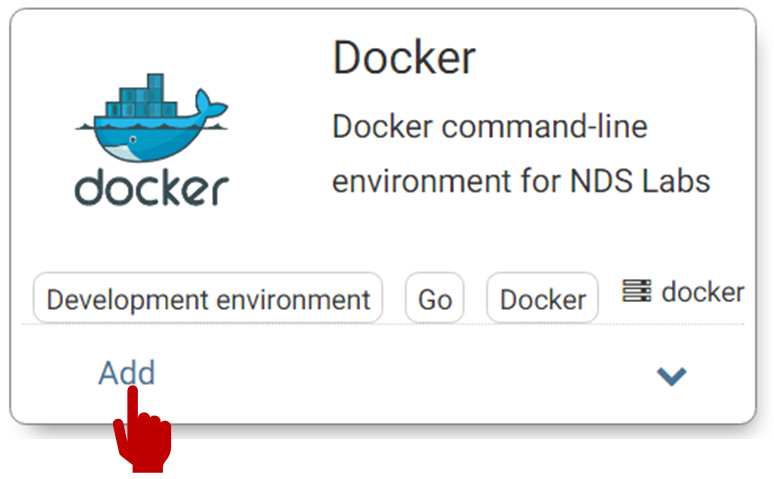 docker
Docker
Docker command-line
environment for NDS Labs
Development environment Go Docker docker
Add